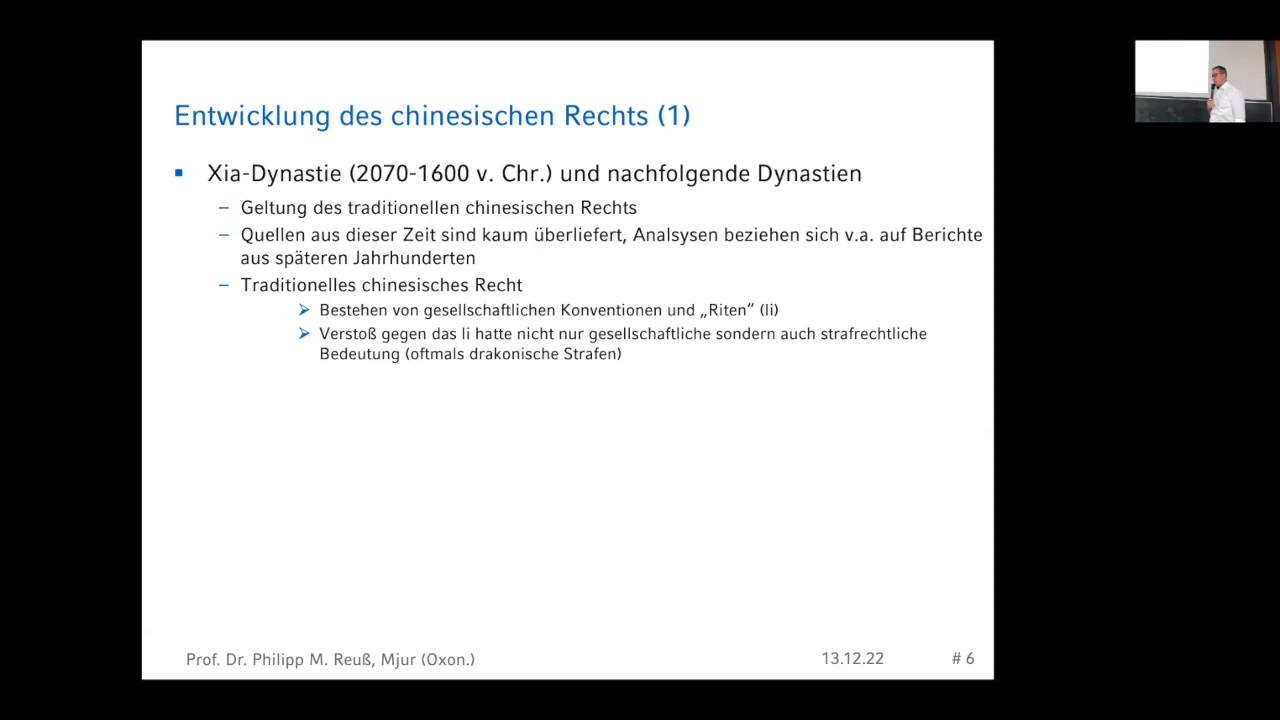 Entwicklung des chinesischen Rechts (1)
▪ Xia-Dynastie (2070-1600 v. Chr.) und nachfolgende Dynastien
– Geltung des traditionellen chinesischen Rechts
– Quellen aus dieser Zeit sind kaum überliefert, Analsysen beziehen sich v.a. auf Berichte
aus späteren Jahrhunderten
– Traditionelles chinesisches Recht
➢ Bestehen von gesellschaftlichen Konventionen und „Riten“ (li)
➢ Verstoß gegen das li hatte nicht nur gesellschaftliche sondern auch strafrechtliche
Bedeutung (oftmals drakonische Strafen)
Prof. Dr. Philipp M. Reuß, Mjur (Oxon.)
13.12.22
# 6